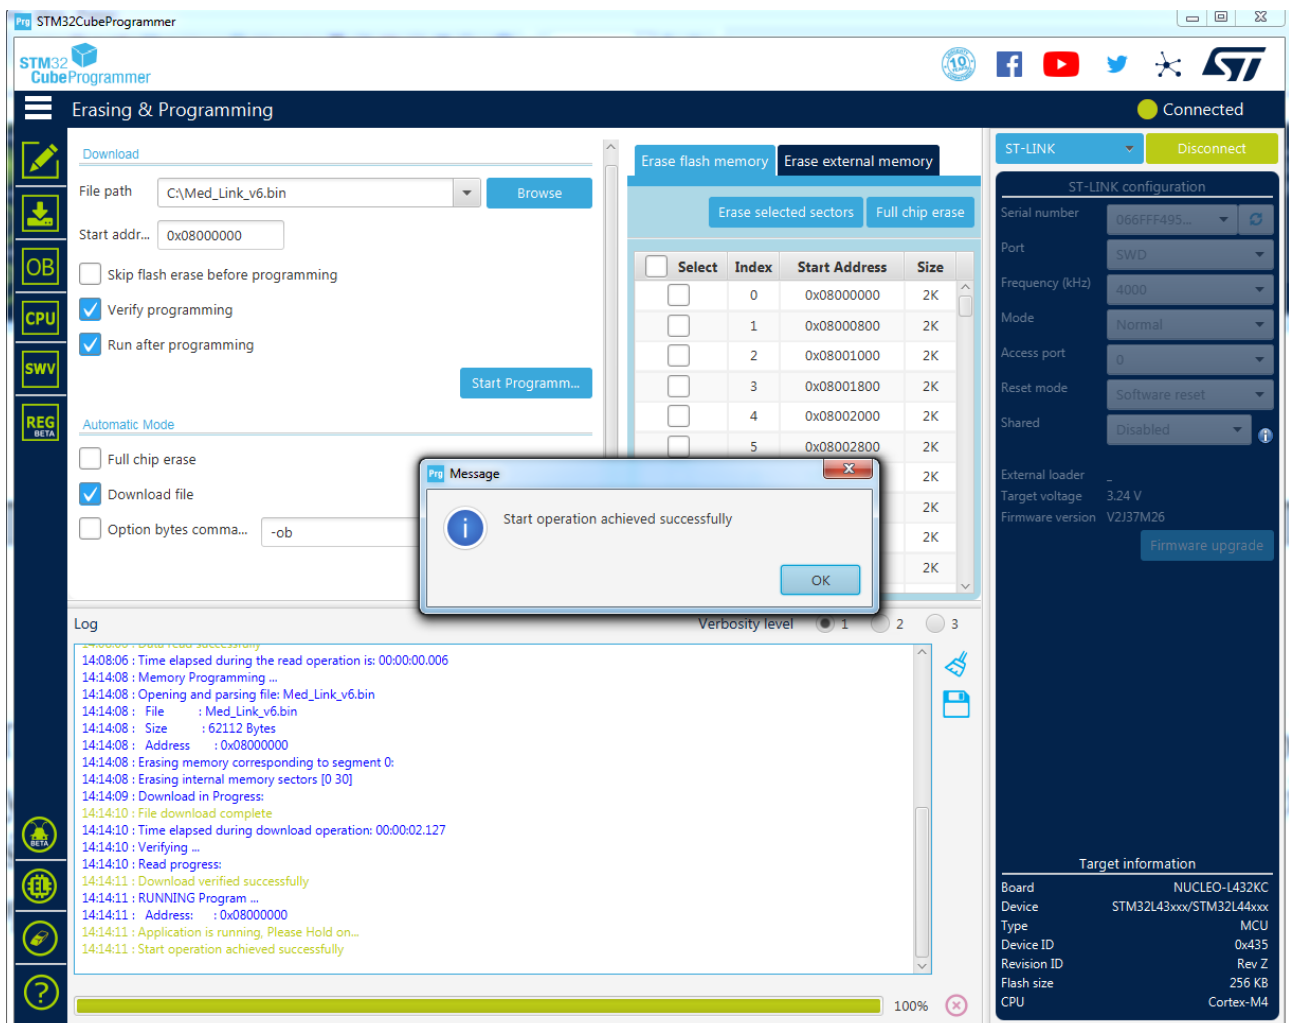 Prg STM32CubeProgrammer
STM32
CubeProgrammer
10
Erasing & Programming
Connected
Download
File path C:\Med_Link_v6.bin Browse
Start addr... 0x08000000
Skip flash erase before programming
Verify programming
Run after programming
Start Programm...
Automatic Mode
Full chip erase
Download file
Option bytes comma... -ob
OB
CPU
SWV
REG
BETA
BETA
Erase flash memory Erase external memory
Erase selected sectors Full chip erase
Select Index Start Address Size
0 0x08000000 2K
1 0x08000800 2K
2 0x08001000 2K
3 0x08001800 2K
4 0x08002000 2K
5 0x08002800 2K
2K
2K
2K
2K
Prg Message
Start operation achieved successfully
OK
Log
Verbosity level 1 2 3
14:08:06 : Data read successfully
14:08:06 : Time elapsed during the read operation is: 00:00:00.006
14:14:08 : Memory Programming ...
14:14:08 : Opening and parsing file: Med_Link_v6.bin
14:14:08 : File : Med_Link_v6.bin
14:14:08 : Size : 62112 Bytes
14:14:08 : Address : 0x08000000
14:14:08 : Erasing memory corresponding to segment 0:
14:14:08 : Erasing internal memory sectors [0 30]
14:14:09 : Download in Progress:
14:14:10 : File download complete
14:14:10 : Time elapsed during download operation: 00:00:02.127
14:14:10 : Verifying ...
14:14:10 : Read progress:
14:14:11 : Download verified successfully
14:14:11 : RUNNING Program ...
14:14:11 : Address: : 0x08000000
14:14:11 : Application is running, Please Hold on...
14:14:11 : Start operation achieved successfully
100%
ST-LINK Disconnect
ST-LINK configuration
Serial number 066FFF495...
Port SWD
Frequency (kHz) 4000
Mode Normal
Access port 0
Reset mode Software reset
Shared Disabled
External loader _
Target voltage 3.24 V
Firmware version V2J37M26
Firmware upgrade
Target information
Board NUCLEO-L432KC
Device STM32L43xxx/STM32L44xxx
Type MCU
Device ID 0x435
Revision ID Rev Z
Flash size 256 KB
CPU Cortex-M4